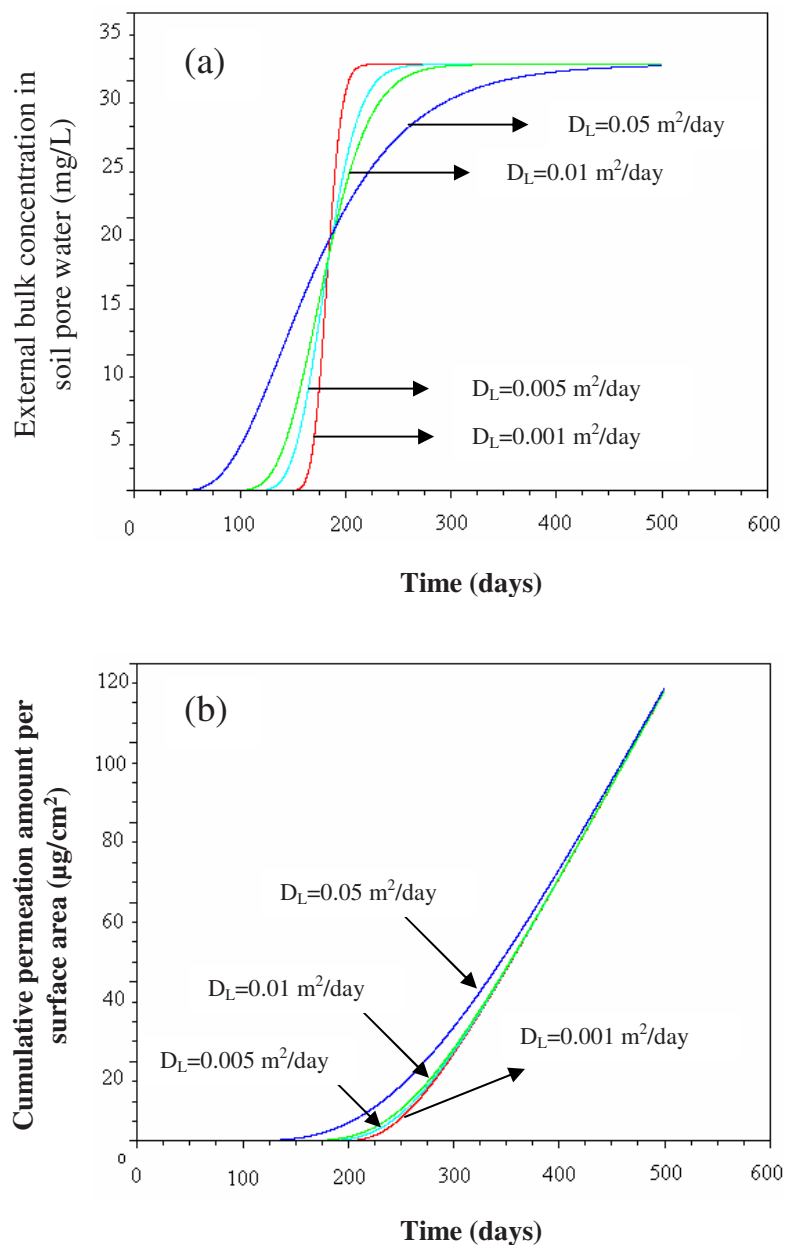 (a)
External bulk concentration in
soil pore water (mg/L)
35
30
25
20
15
10
5
0 100 200 300 400 500 600
D_L=0.05 m²/day
D_L=0.01 m²/day
D_L=0.005 m²/day
D_L=0.001 m²/day
Time (days)
(b)
Cumulative permeation amount per
surface area (µg/cm²)
120
100
80
60
40
20
0
0 100 200 300 400 500 600
D_L=0.05 m²/day
D_L=0.01 m²/day
D_L=0.001 m²/day
D_L=0.005 m²/day
Time (days)